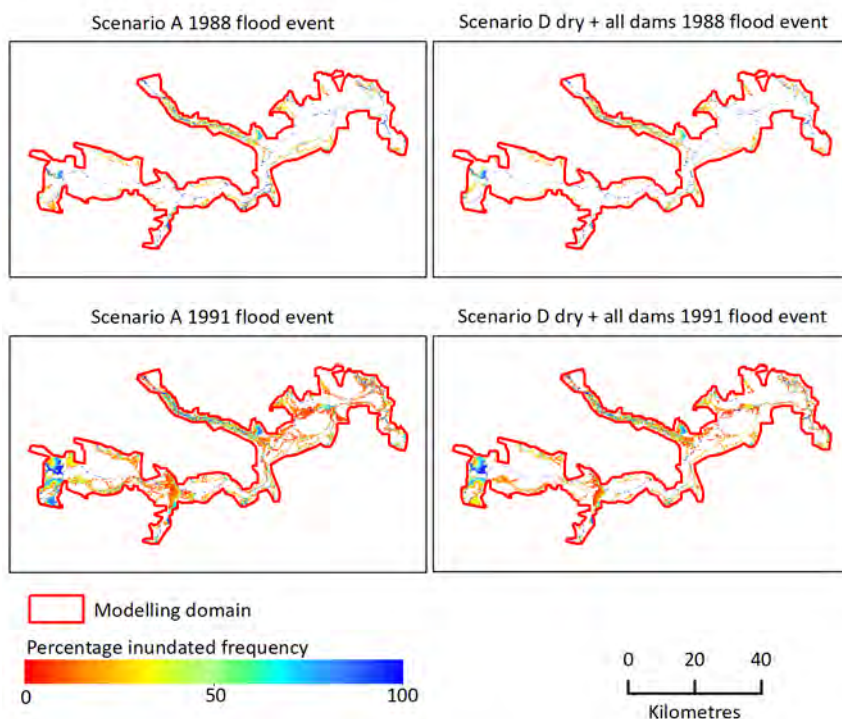 Scenario A 1988 flood event
Scenario D dry + all dams 1988 flood event
Scenario A 1991 flood event
Scenario D dry + all dams 1991 flood event
Modelling domain
Percentage inundated frequency
0 50 100
0 20 40
Kilometres